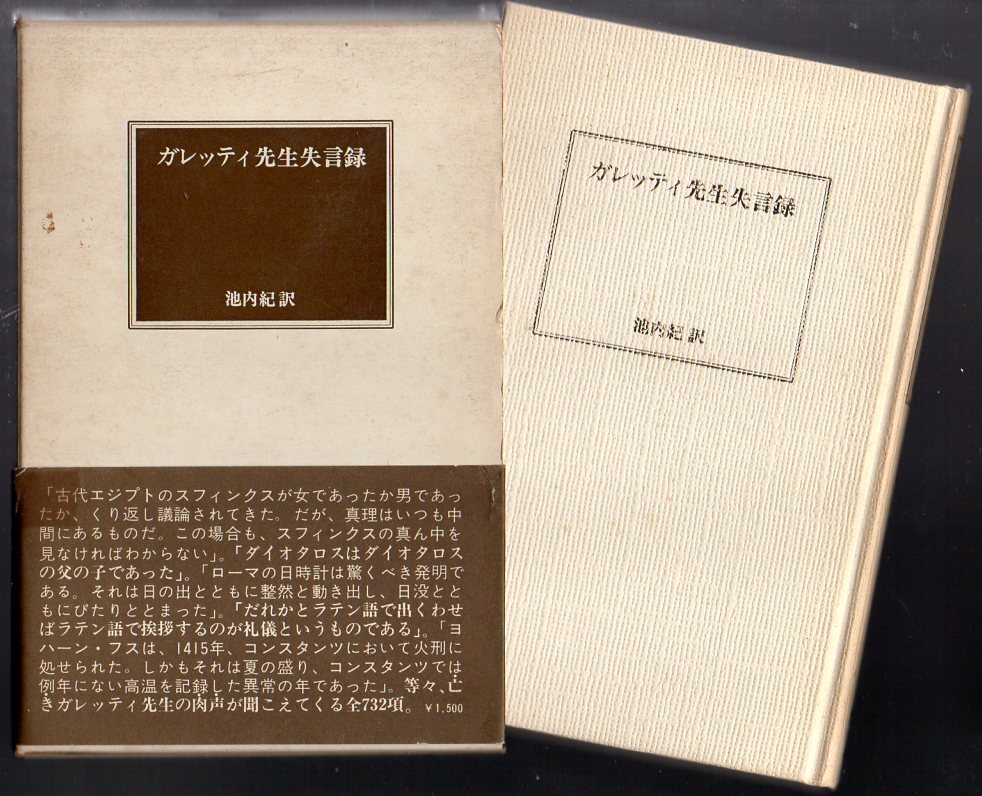 ガレッティ先生失言録
池内紀訳
「古代エジプトのスフィンクスが女であったか男であっ
たか、くり返し議論されてきた。だが、真理はいつも中
間にあるものだ。この場合も、スフィンクスの真ん中を
見なければわからない」。「ダイオタロスはダイオタロス
の父の子であった」。「ローマの日時計は驚くべき発明で
ある。それは日の出とともに整然と動き出し、日没とと
もにぴたりととまった」。「だれかとラテン語で出くわせ
ばラテン語で挨拶するのが礼儀というものである」。「ヨ
ハーン・フスは、1415年、コンスタンツにおいて火刑に
処せられた。しかもそれは夏の盛り、コンスタンツでは
例年にない高温を記録した異常の年であった」。等々、亡
きガレッティ先生の肉声が聞こえてくる全732項。￥1,500
ガレッティ先生失言録
池内紀訳